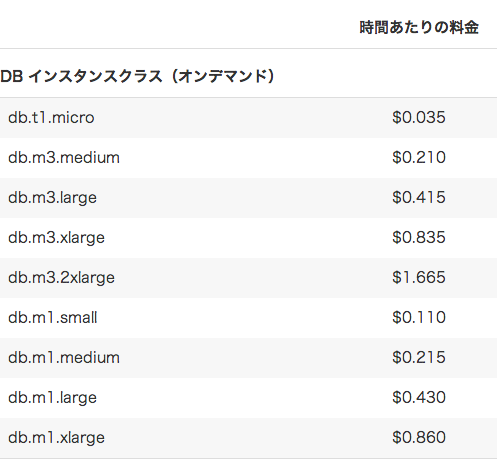 時間あたりの料金
DB インスタンスクラス（オンデマンド）
db.t1.micro $0.035
db.m3.medium $0.210
db.m3.large $0.415
db.m3.xlarge $0.835
db.m3.2xlarge $1.665
db.m1.small $0.110
db.m1.medium $0.215
db.m1.large $0.430
db.m1.xlarge $0.860